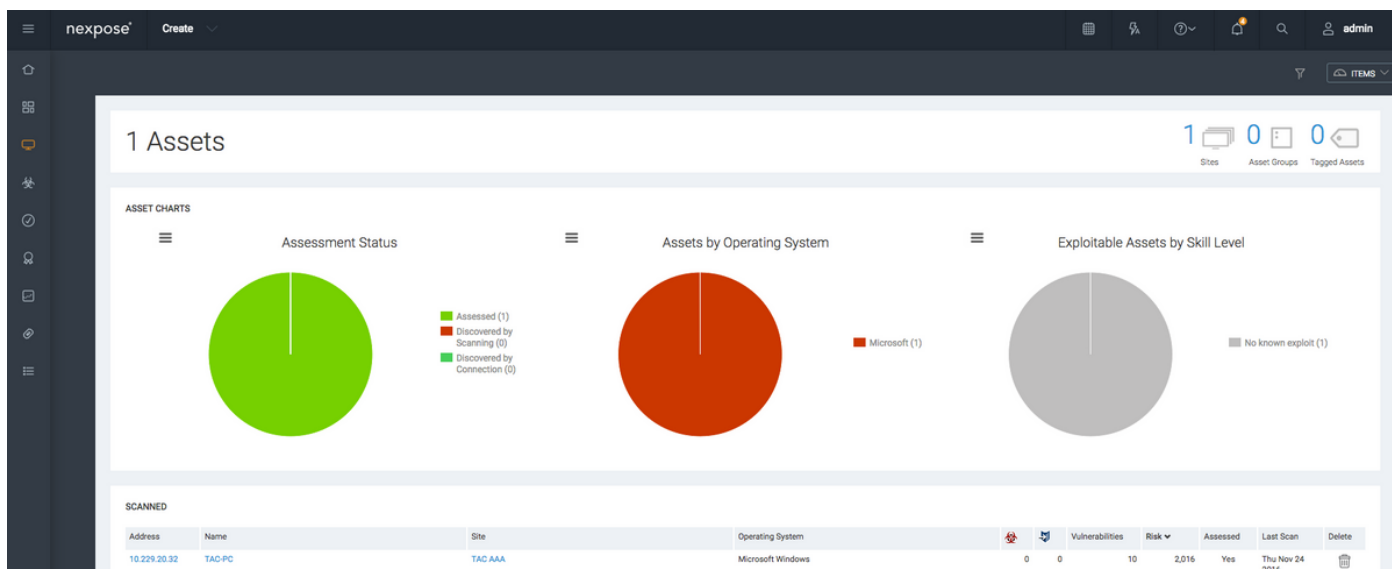 nexpose Create 4 admin
ITEMS
1 Assets
1 0 0
Sites Asset Groups Tagged Assets
ASSET CHARTS
Assessment Status
Assessed (1)
Discovered by
Scanning (0)
Discovered by
Connection (0)
Assets by Operating System
Microsoft (1)
Exploitable Assets by Skill Level
No known exploit (1)
SCANNED
Address Name Site Operating System Vulnerabilities Risk Assessed Last Scan Delete
10.229.20.32 TAC-PC TAC AAA Microsoft Windows 0 0 10 2,016 Yes Thu Nov 24
2016